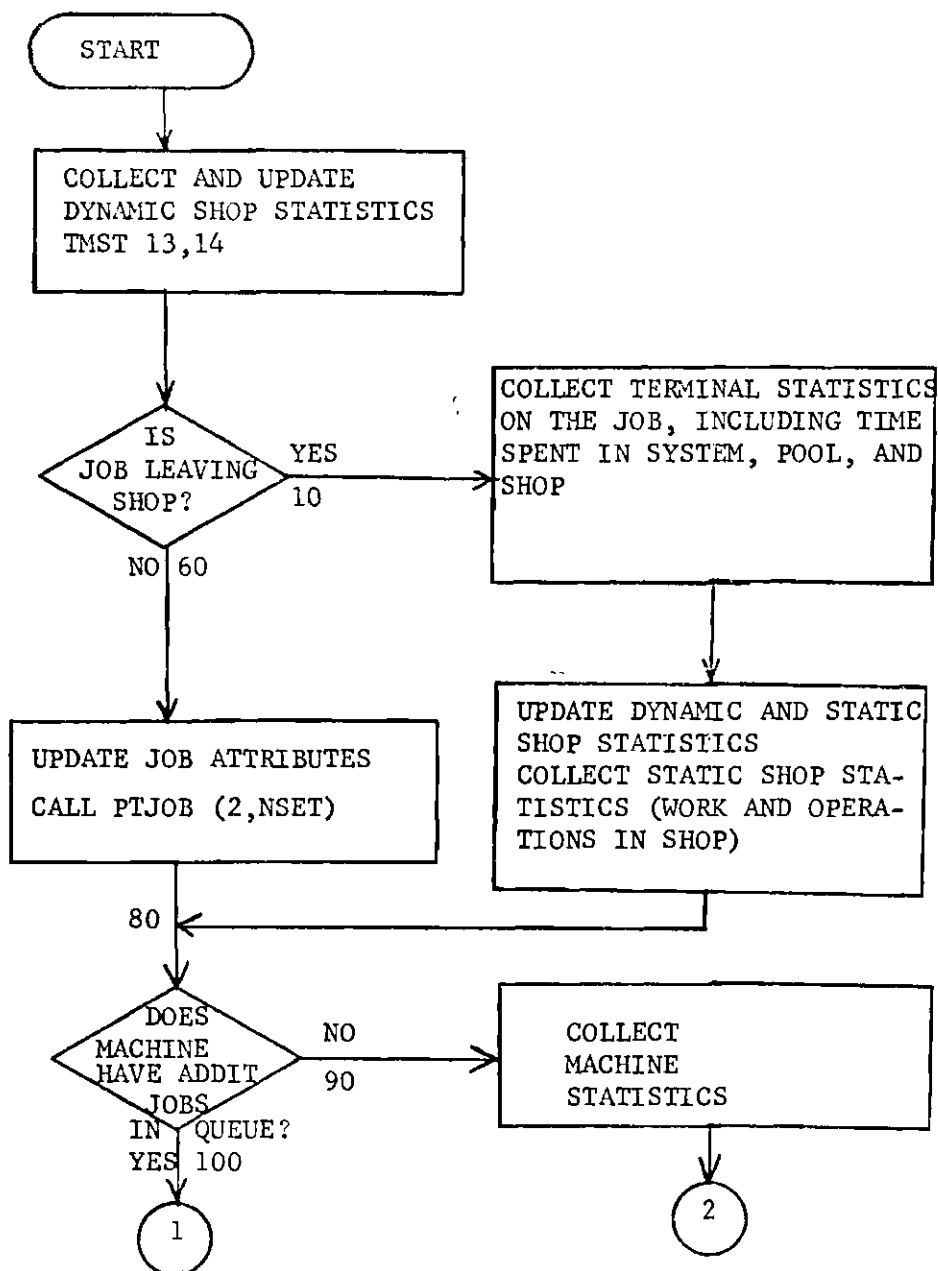 START
COLLECT AND UPDATE
DYNAMIC SHOP STATISTICS
TMST 13,14
IS
JOB LEAVING
SHOP?
YES
10
COLLECT TERMINAL STATISTICS
ON THE JOB, INCLUDING TIME
SPENT IN SYSTEM, POOL, AND
SHOP
NO 60
UPDATE JOB ATTRIBUTES
CALL PTJOB (2,NSET)
UPDATE DYNAMIC AND STATIC
SHOP STATISTICS
COLLECT STATIC SHOP STA-
TISTICS (WORK AND OPERA-
TIONS IN SHOP)
80
DOES
MACHINE
HAVE ADDIT
JOBS
IN QUEUE?
YES 100
NO
90
COLLECT
MACHINE
STATISTICS
1
2